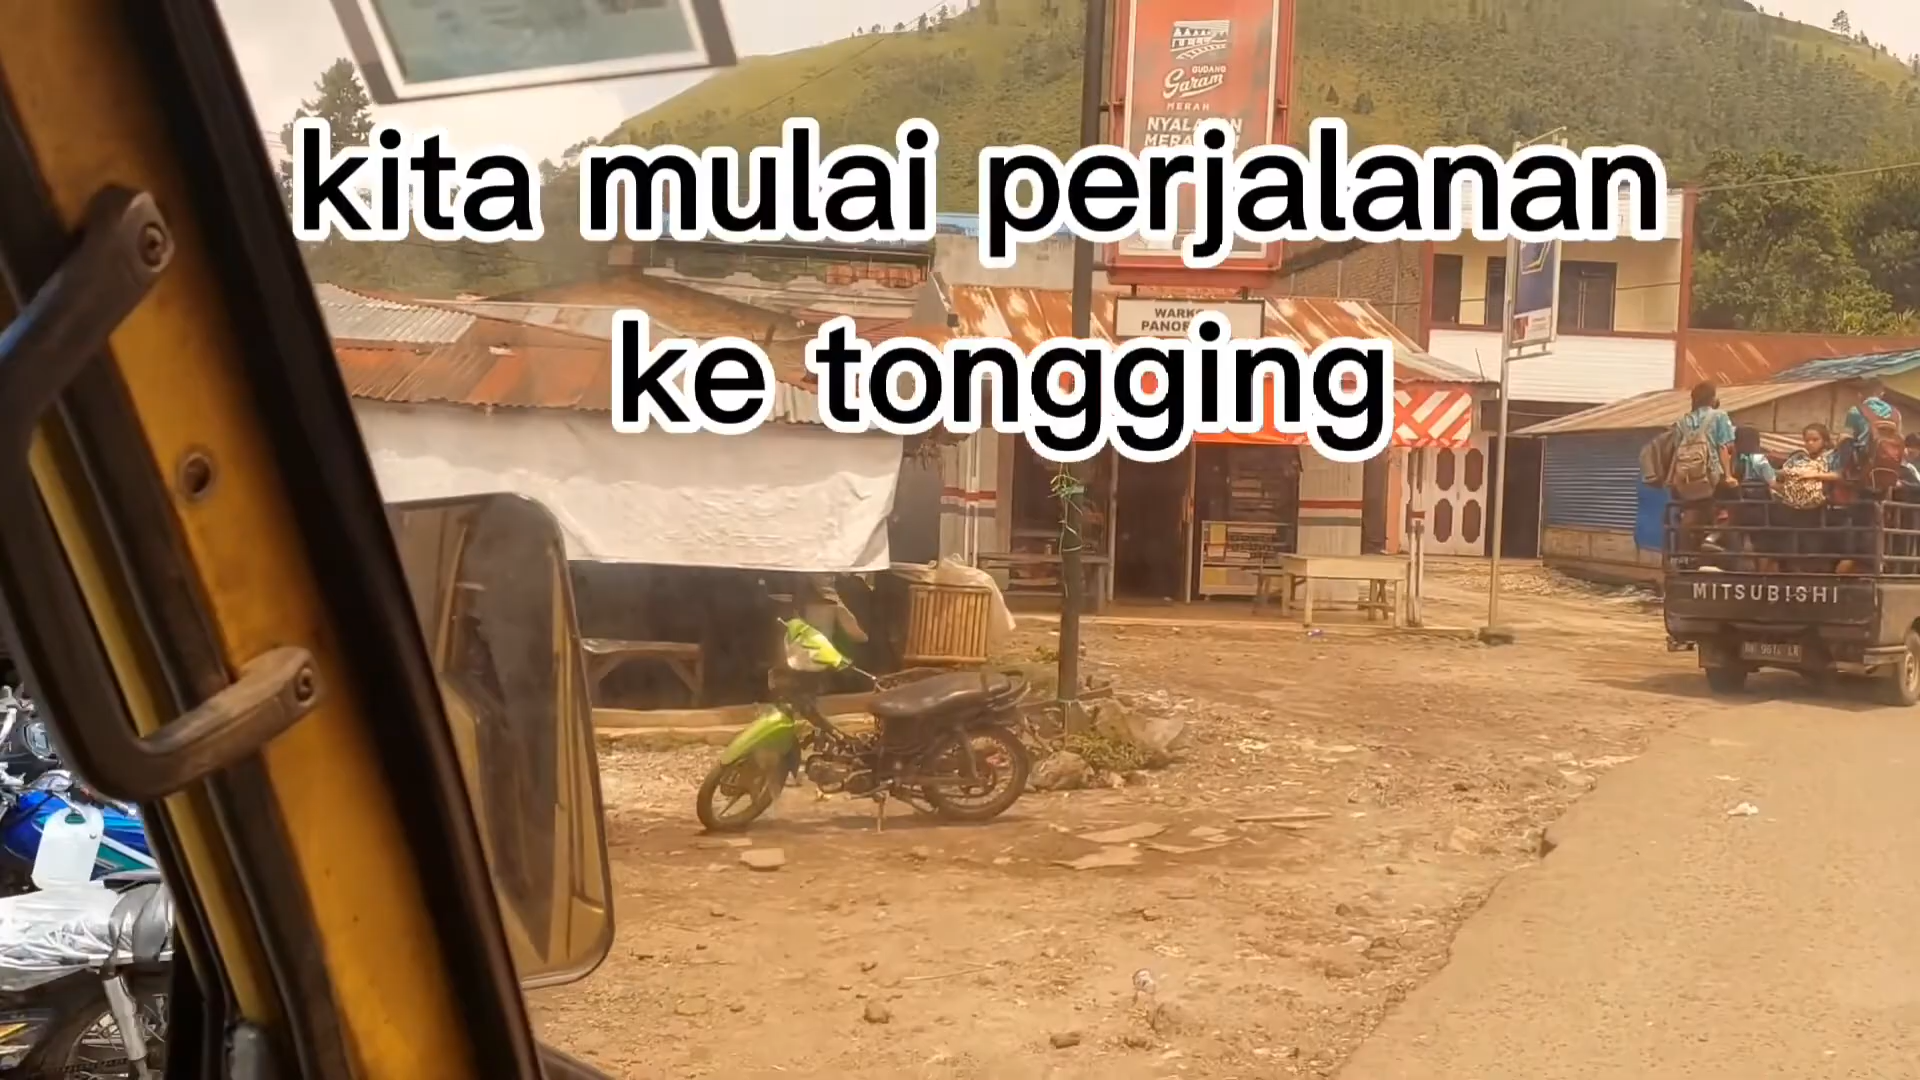 GUDANG
Garam
MERAH
kita mulai perjalanan
ke tongging
MITSUBISHI